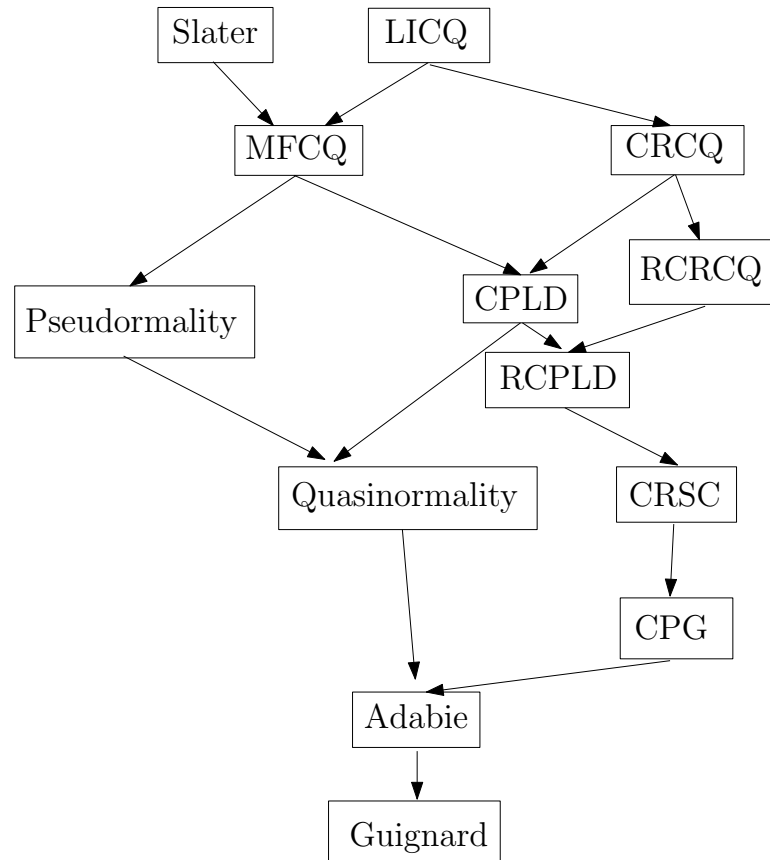 Slater
LICQ
MFCQ
CRCQ
RCRCQ
CPLD
Pseudormality
RCPLD
Quasinormality
CRSC
CPG
Adabie
Guignard